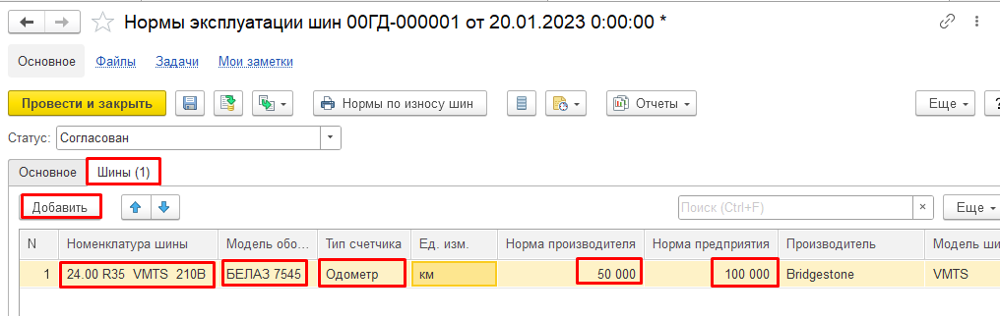 Нормы эксплуатации шин 00ГД-000001 от 20.01.2023 0:00:00 *
Основное Файлы Задачи Мои заметки
Провести и закрыть Нормы по износу шин Отчеты Еще ?
Статус: Согласован
Основное Шины (1)
Добавить Поиск (Ctrl+F) × Еще
N Номенклатура шины Модель обо... Тип счетчика Ед. изм. Норма производителя Норма предприятия Производитель Модель ши
1 24.00 R35 VMTS 210B БЕЛАЗ 7545 Одометр км 50 000 100 000 Bridgestone VMTS